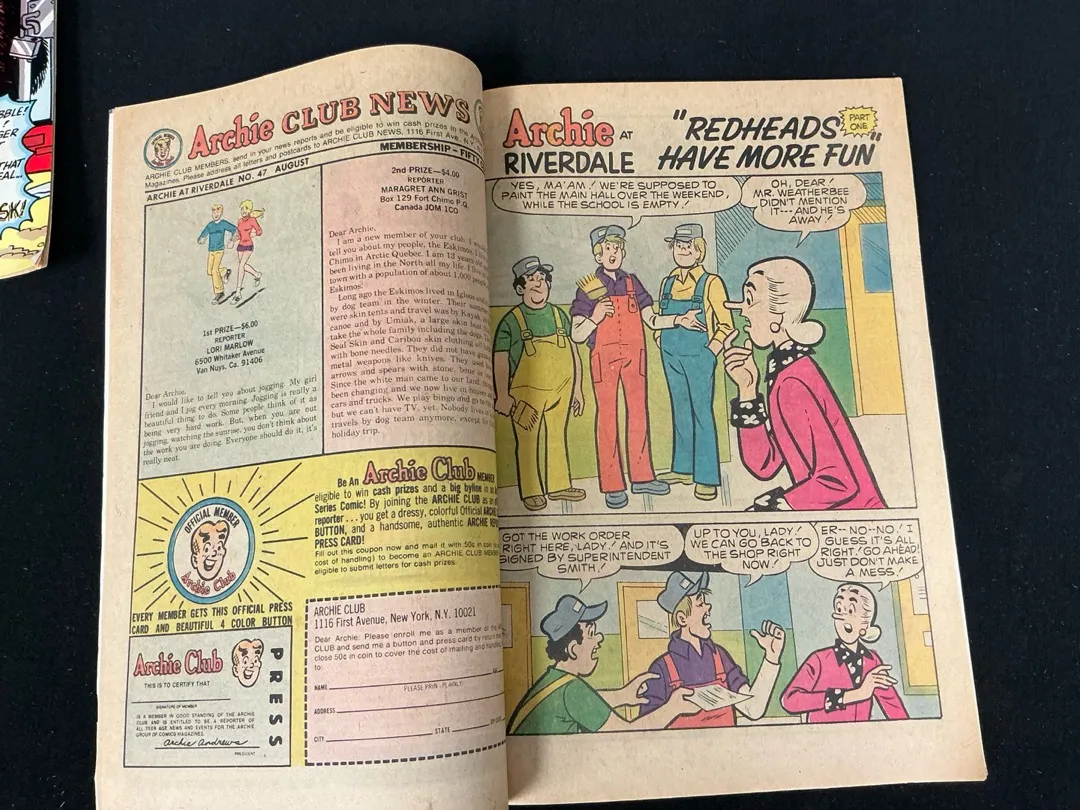 BBLE!
GER
THAT
EAL...
SK!
Archie CLUB NEWS
ARCHIE CLUB MEMBERS, send in your news reports and be eligible to win cash prizes in the
Magazines. Please address all letters and postcards to ARCHIE CLUB NEWS, 1116 First Ave. N.Y.
MEMBERSHIP - FIFTY
ARCHIE AT RIVERDALE NO. 47 AUGUST
1st PRIZE—$6.00
REPORTER
LORI MARLOW
6500 Whitaker Avenue
Van Nuys, Ca. 91406
Dear Archie,
I would like to tell you about jogging. My girl
friend and I jog every morning. Jogging is really a
beautiful thing to do. Some people think of it as
being very hard work. But, when you are out
jogging, watching the sunrise, you don't think about
the work you are doing. Everyone should do it, it's
really neat.
2nd PRIZE—$4.00
REPORTER
MARAGRET ANN GRIST
Box 129 Fort Chimo P.Q.
Canada JOM 1CO
Dear Archie,
I am a new member of your club. I would
tell you about my people, the Eskimos. I
Chimo in Arctic Quebec. I am 13 years
been living in the North all my life. I
town with a population of about 1,000
Eskimos.
Long ago the Eskimos lived in Igloos
by dog team in the winter. Their summer
were skin tents and travel was by Kayak,
canoe and by Umiak, a large skin boat
take the whole family including the dogs.
Seal Skin and Caribou skin clothing
with bone needles. They did not have
metal weapons like knives. They used
arrows and spears with stone, bone or
Since the white man came to our land,
been changing and we now live in houses
cars and trucks. We play bingo and go
but we can't have TV, yet. Nobody lives
travels by dog team anymore, except for
holiday trip.
Be An Archie Club MEMBER
eligible to win cash prizes and a big byline in an
Series Comic! By joining the ARCHIE CLUB as an
reporter... you get a dressy, colorful Official ARCHIE
BUTTON, and a handsome, authentic ARCHIE
PRESS CARD!
Fill out this coupon now and mail it with 50¢ in coin
cost of handling) to become an ARCHIE CLUB MEMBER
eligible to submit letters for cash prizes.
OFFICIAL MEMBER
Archie Club
EVERY MEMBER GETS THIS OFFICIAL PRESS
CARD AND BEAUTIFUL 4 COLOR BUTTON
Archie Club
PRESS
THIS IS TO CERTIFY THAT
SIGNATURE OF MEMBER
IS A MEMBER IN GOOD STANDING OF THE ARCHIE
CLUB AND IS ENTITLED TO BE A REPORTER OF
ALL TEEN AGE NEWS AND EVENTS FOR THE ARCHIE
GROUP OF COMICS MAGAZINES.
Archie Andrews
PRESIDENT
ARCHIE CLUB
1116 First Avenue, New York, N.Y. 10021
Dear Archie: Please enroll me as a member of the
CLUB and send me a button and press card by return
close 50¢ in coin to cover the cost of mailing and handling
to:
NAME
PLEASE PRINT PLAINLY
ADDRESS
CITY
STATE
Archie AT
RIVERDALE
"REDHEADS
HAVE MORE FUN"
PART
ONE
YES, MA'AM! WE'RE SUPPOSED TO
PAINT THE MAIN HALL OVER THE WEEKEND,
WHILE THE SCHOOL IS EMPTY!
OH, DEAR!
MR. WEATHERBEE
DIDN'T MENTION
IT--- AND HE'S
AWAY!
GOT THE WORK ORDER
RIGHT HERE, LADY! AND IT'S
SIGNED BY SUPERINTENDENT
SMITH!
UP TO YOU, LADY!
WE CAN GO BACK TO
THE SHOP RIGHT
NOW!
ER-- NO--NO! I
GUESS IT'S ALL
RIGHT! GO AHEAD!
JUST DON'T MAKE
A MESS!